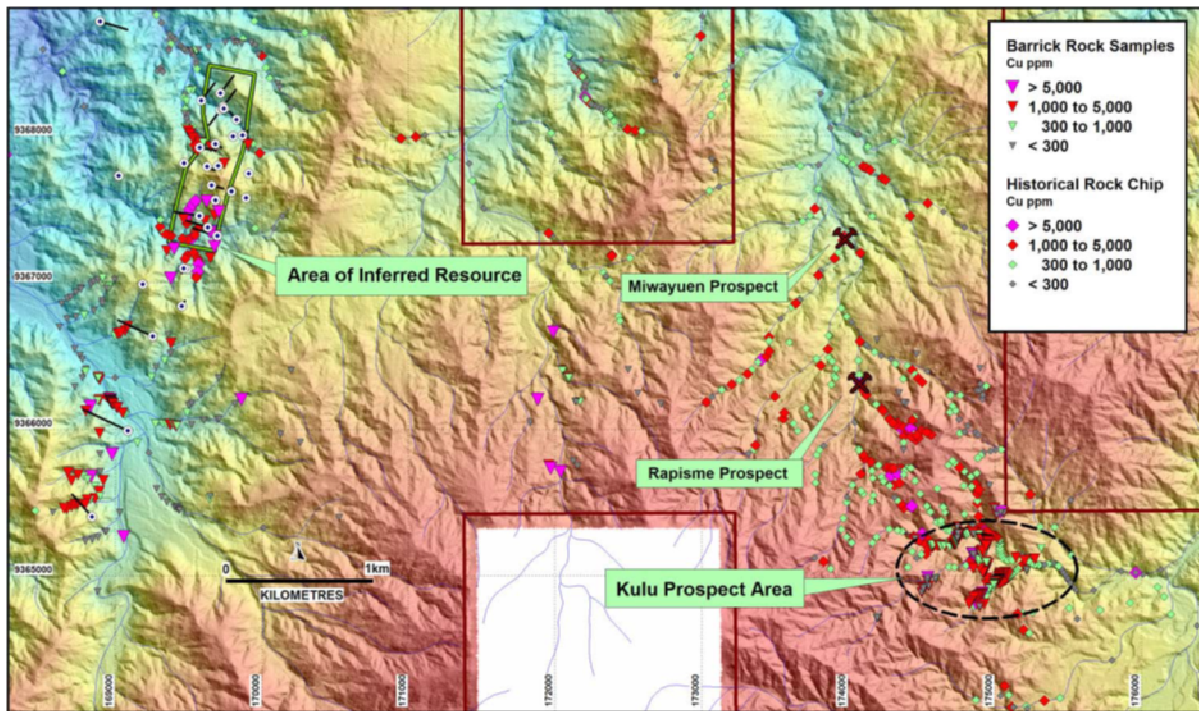 Barrick Rock Samples
Cu ppm
> 5,000
1,000 to 5,000
300 to 1,000
< 300
Historical Rock Chip
Cu ppm
> 5,000
1,000 to 5,000
300 to 1,000
< 300
9368000
9367000
9366000
9365000
Area of Inferred Resource
Miwayuen Prospect
Rapisme Prospect
Kulu Prospect Area
0 1km
KILOMETRES
169000
170000
171000
172000
173000
174000
175000
176000